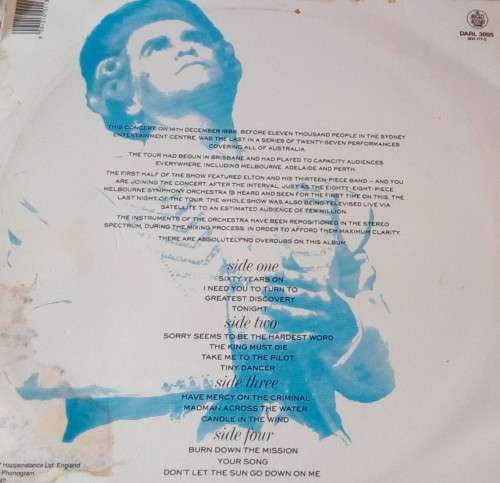 DARL 3885
THIS CONCERT ON 14TH DECEMBER 1986, BEFORE ELEVEN THOUSAND PEOPLE IN THE SYDNEY
ENTERTAINMENT CENTRE, WAS THE LAST IN A SERIES OF TWENTY-SEVEN PERFORMANCES
COVERING ALL OF AUSTRALIA.
THE TOUR HAD BEGUN IN BRISBANE AND HAD PLAYED TO CAPACITY AUDIENCES
EVERYWHERE, INCLUDING MELBOURNE, ADELAIDE AND PERTH.
THE FIRST HALF OF THE SHOW FEATURED ELTON AND HIS THIRTEEN-PIECE BAND – AND YOU
ARE JOINING THE CONCERT, AFTER THE INTERVAL, JUST AS THE EIGHTY-EIGHT-PIECE
MELBOURNE SYMPHONY ORCHESTRA IS HEARD AND SEEN FOR THE FIRST TIME ON THIS, THE
LAST NIGHT OF THE TOUR. THE WHOLE SHOW WAS ALSO BEING TELEVISED LIVE VIA
SATELLITE TO AN ESTIMATED AUDIENCE OF TEN MILLION.
THE INSTRUMENTS OF THE ORCHESTRA HAVE BEEN REPOSITIONED IN THE STEREO
SPECTRUM, DURING THE MIXING PROCESS, IN ORDER TO AFFORD THEM MAXIMUM CLARITY.
THERE ARE ABSOLUTELY NO OVERDUBS ON THIS ALBUM.
side one
SIXTY YEARS ON
I NEED YOU TO TURN TO
GREATEST DISCOVERY
TONIGHT
side two
SORRY SEEMS TO BE THE HARDEST WORD
THE KING MUST DIE
TAKE ME TO THE PILOT
TINY DANCER
side three
HAVE MERCY ON THE CRIMINAL
MADMAN ACROSS THE WATER
CANDLE IN THE WIND
side four
BURN DOWN THE MISSION
YOUR SONG
DON'T LET THE SUN GO DOWN ON ME
Happenstance Ltd. England
Phonogram.